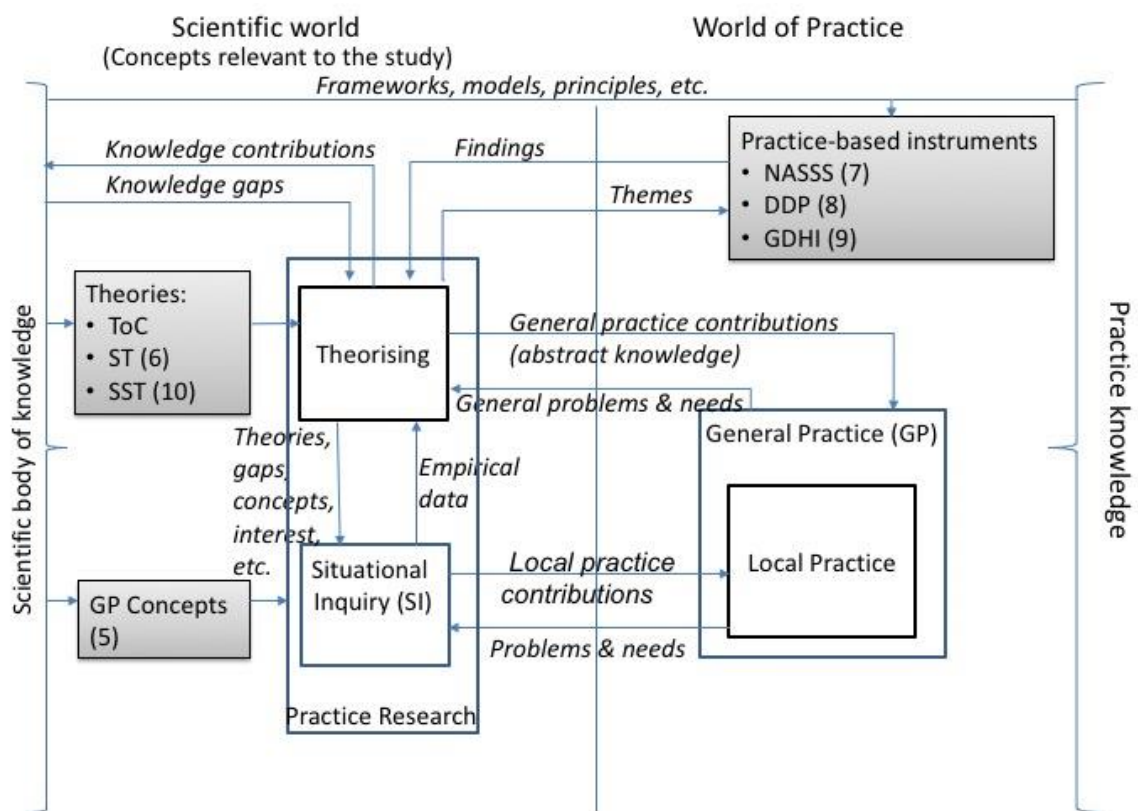 Scientific world
(Concepts relevant to the study)
World of Practice
Frameworks, models, principles, etc.
Knowledge contributions
Knowledge gaps
Findings
Themes
Practice-based instruments
• NASSS (7)
• DDP (8)
• GDHI (9)
Scientific body of knowledge
Theories:
• ToC
• ST (6)
• SST (10)
Theorising
General practice contributions
(abstract knowledge)
General problems & needs
General Practice (GP)
Practice knowledge
Theories,
gaps,
concepts,
interest,
etc.
Empirical
data
GP Concepts
(5)
Situational
Inquiry (SI)
Local practice
contributions
Problems & needs
Local Practice
Practice Research